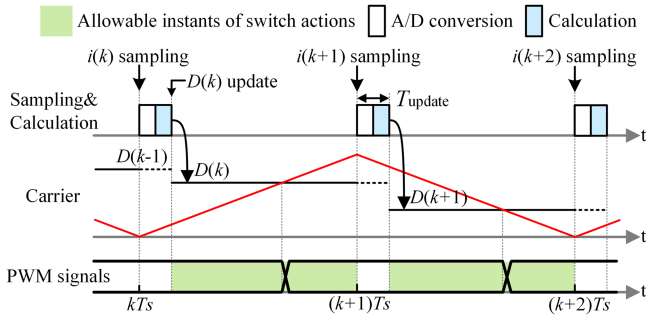 Allowable instants of switch actions A/D conversion Calculation
i(k) sampling i(k+1) sampling i(k+2) sampling
D(k) update
Sampling& Tupdate
Calculation t
D(k-1) D(k) D(k+1)
Carrier
t
PWM signals
t
kTs (k+1)Ts (k+2)Ts